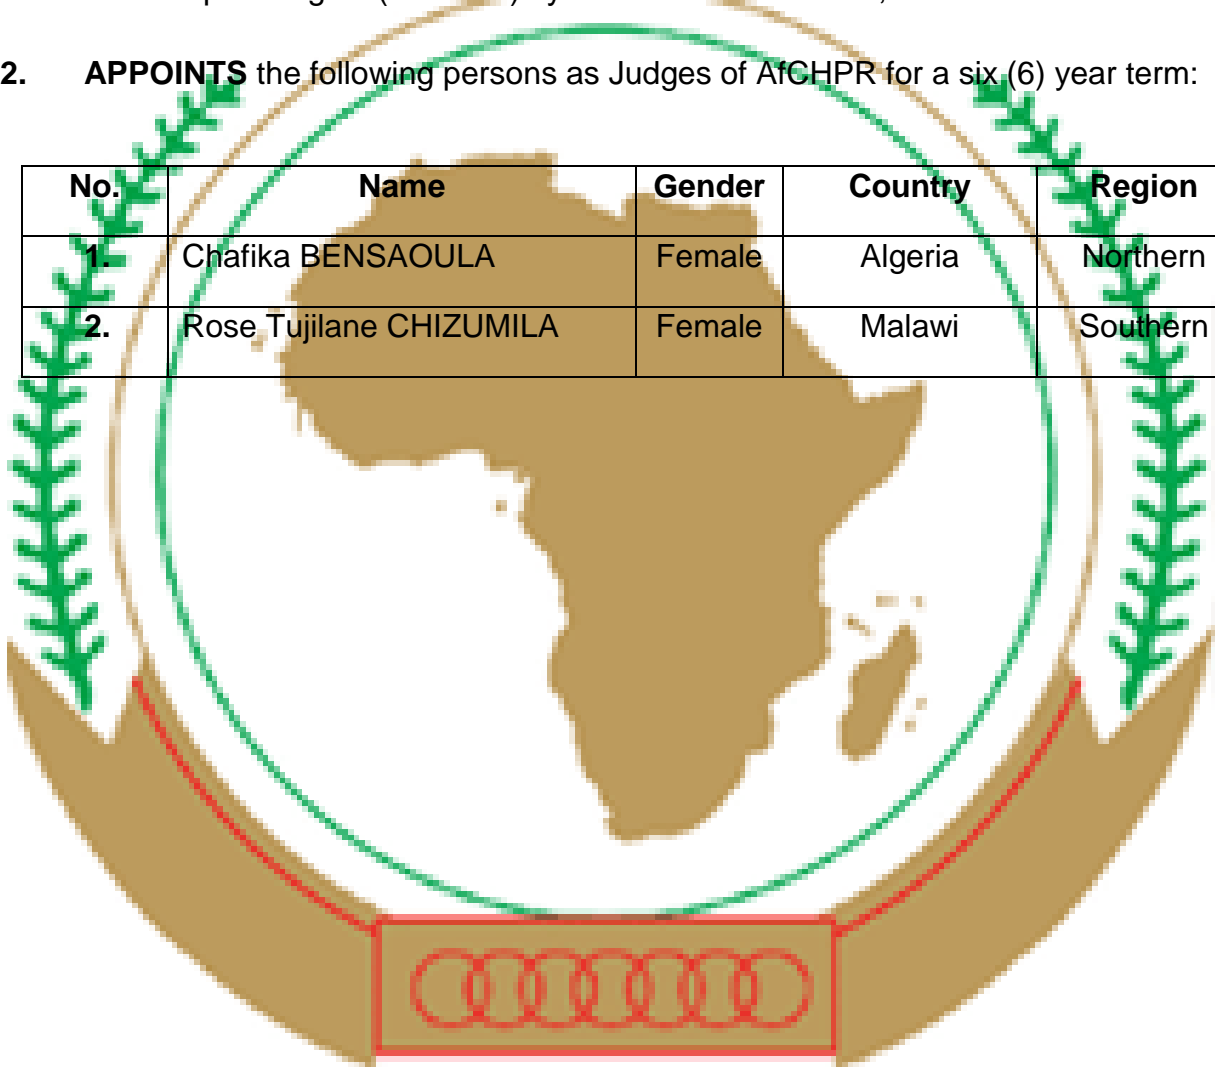 2. APPOINTS the following persons as Judges of AfCHPR for a six (6) year term:
No. Name Gender Country Region
1. Chafika BENSAOULA Female Algeria Northern
2. Rose Tujilane CHIZUMILA Female Malawi Southern